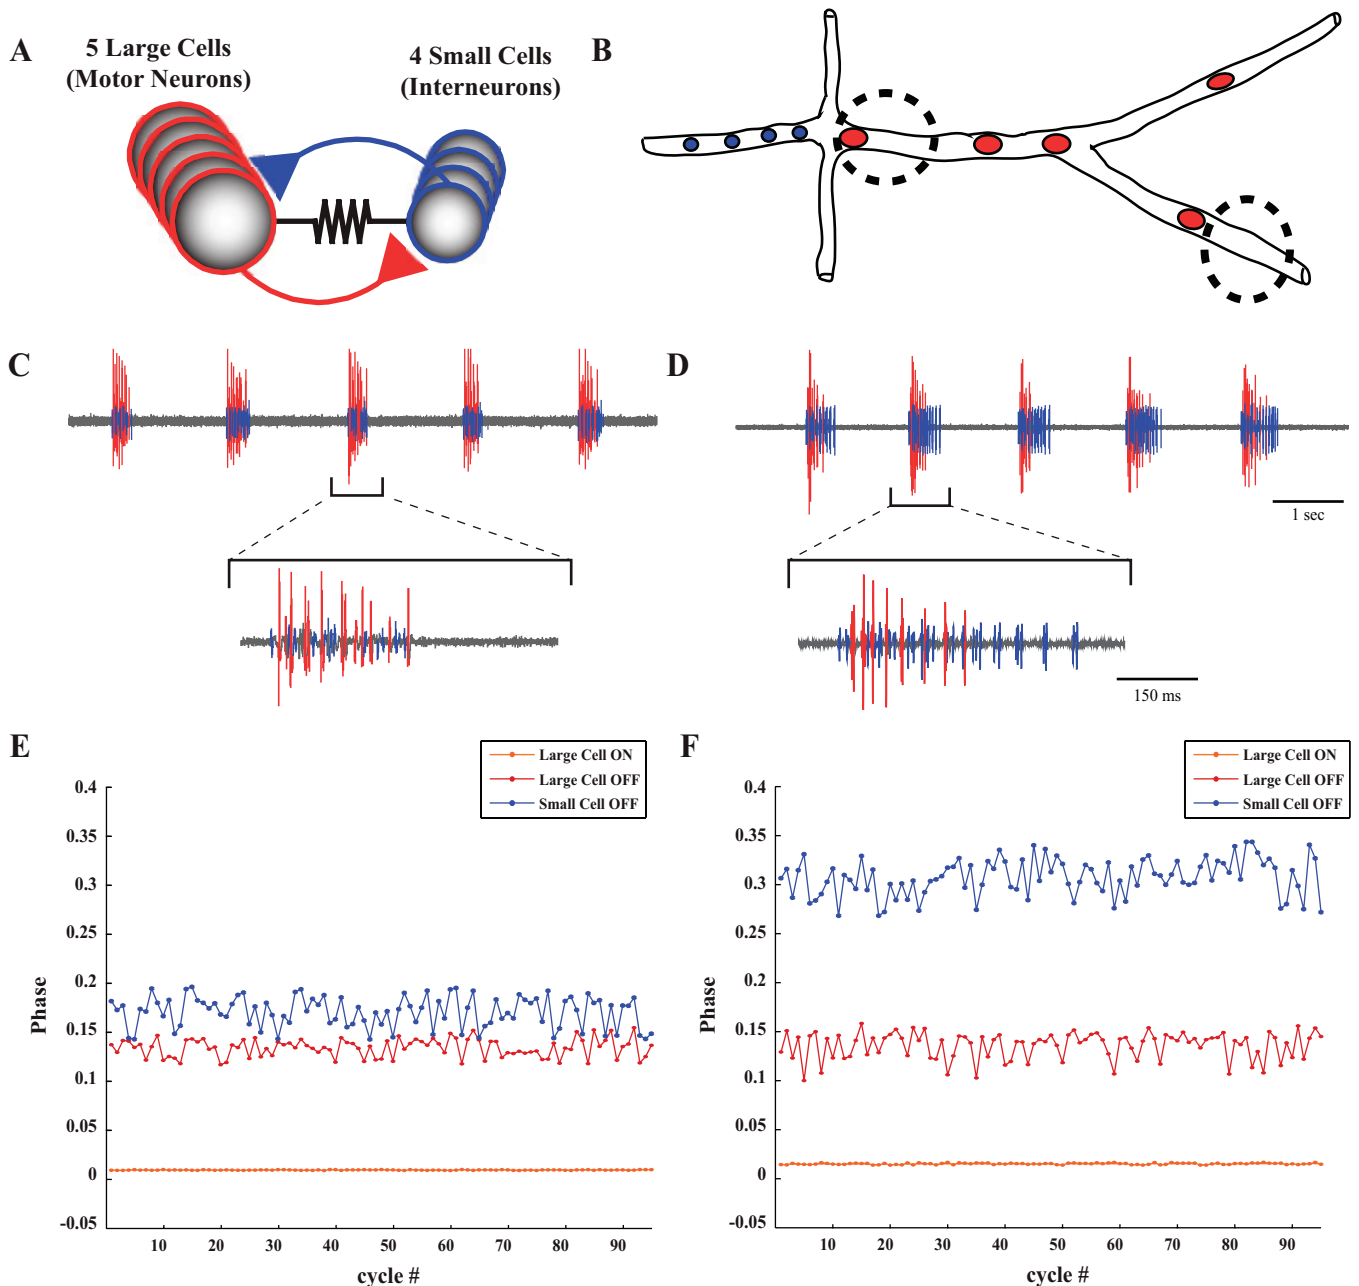 A
5 Large Cells
(Motor Neurons)
4 Small Cells
(Interneurons)
B
C
D
1 sec
150 ms
E
Large Cell ON
Large Cell OFF
Small Cell OFF
0.4
0.35
0.3
0.25
0.2
0.15
0.1
0.05
0
-0.05
Phase
10 20 30 40 50 60 70 80 90
cycle #
F
Large Cell ON
Large Cell OFF
Small Cell OFF
0.4
0.35
0.3
0.25
0.2
0.15
0.1
0.05
0
-0.05
Phase
10 20 30 40 50 60 70 80 90
cycle #